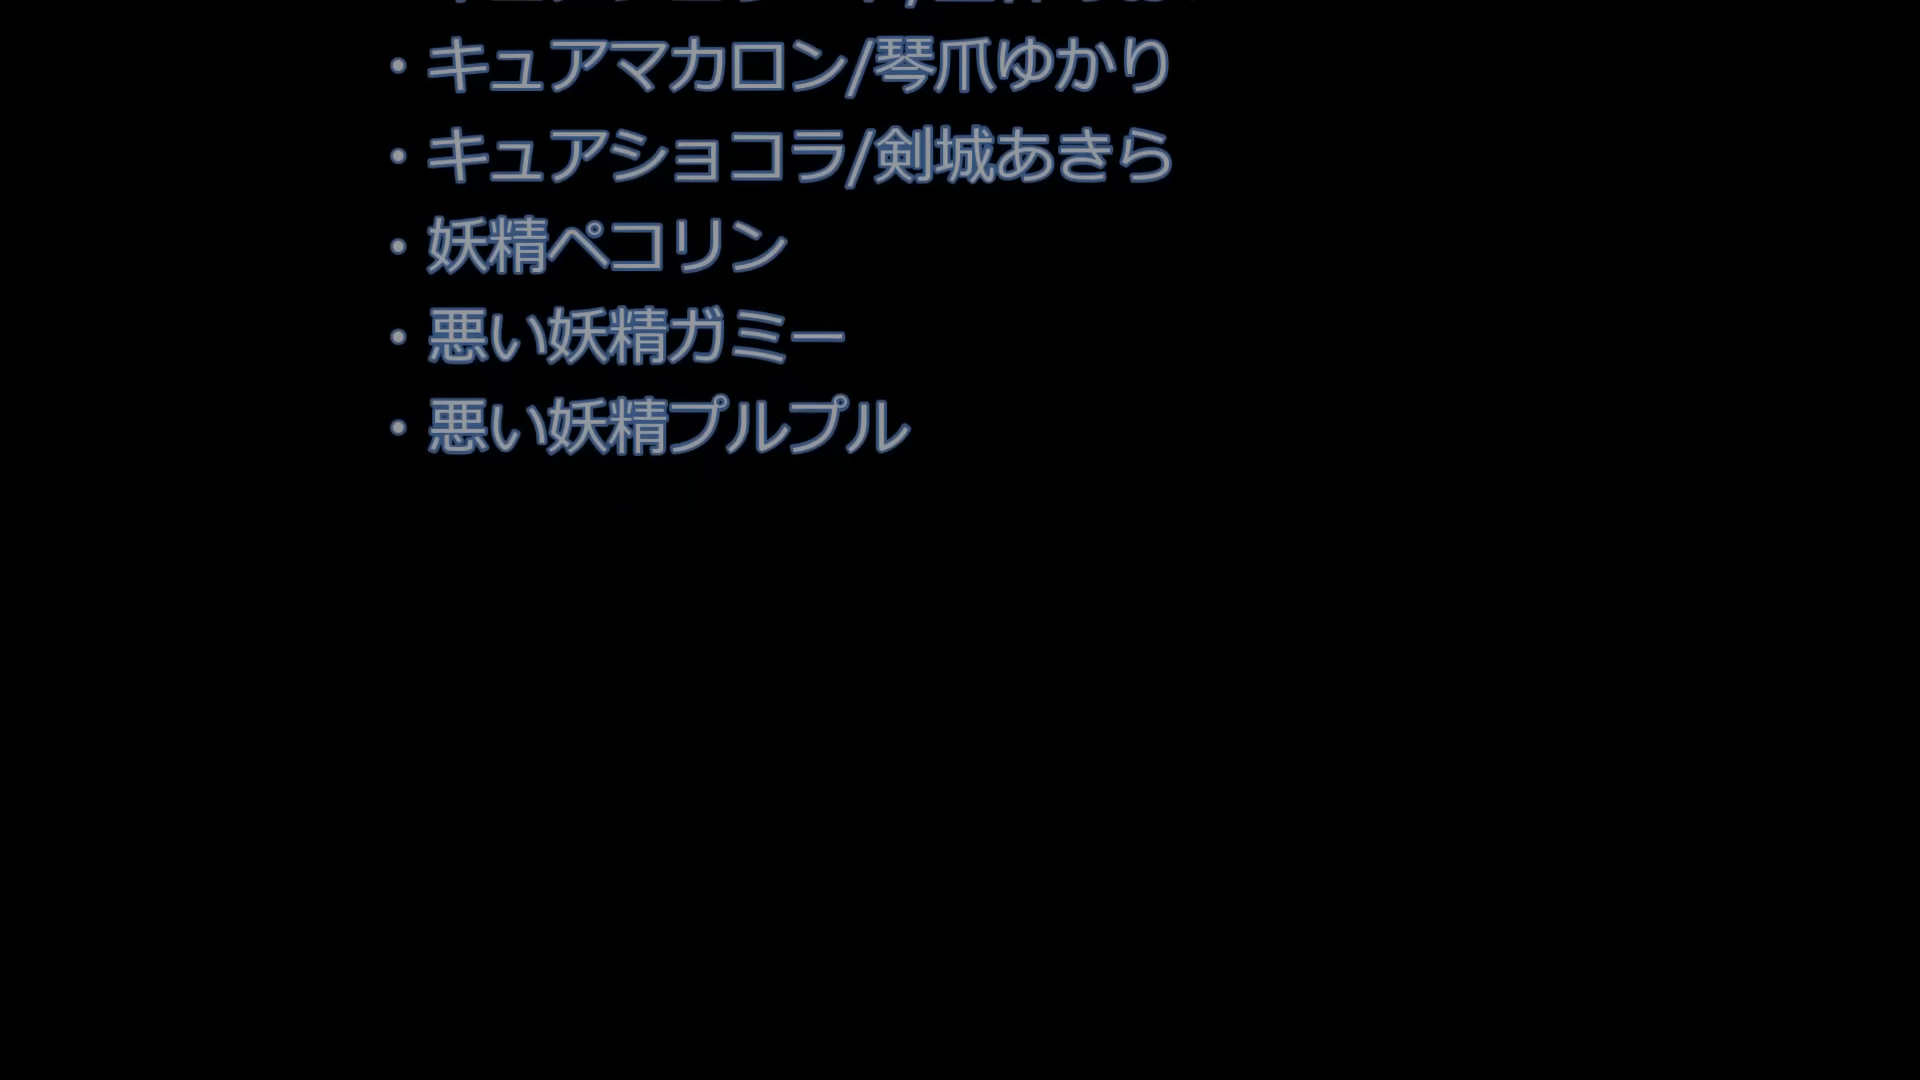 ・キュアマカロン/琴爪ゆかり
・キュアショコラ/剣城あきら
・妖精ペコリン
・悪い妖精ガミー
・悪い妖精プルプル